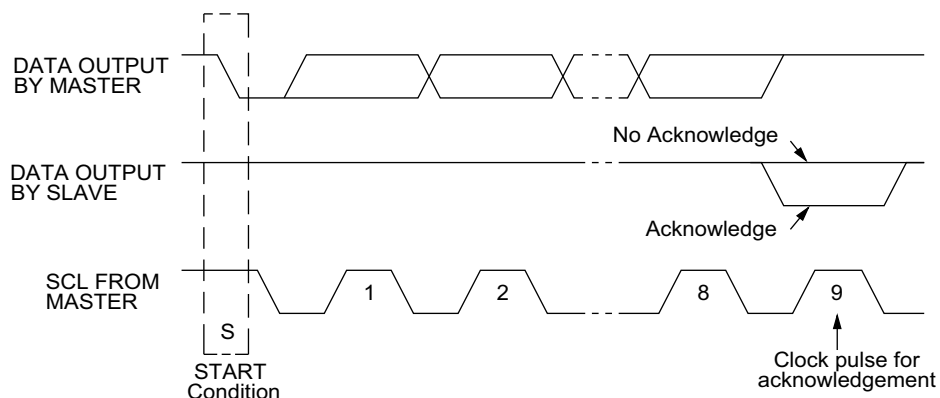 DATA OUTPUT
BY MASTER
No Acknowledge
DATA OUTPUT
BY SLAVE
Acknowledge
SCL FROM
MASTER
1
2
8
9
S
START
Condition
Clock pulse for
acknowledgement